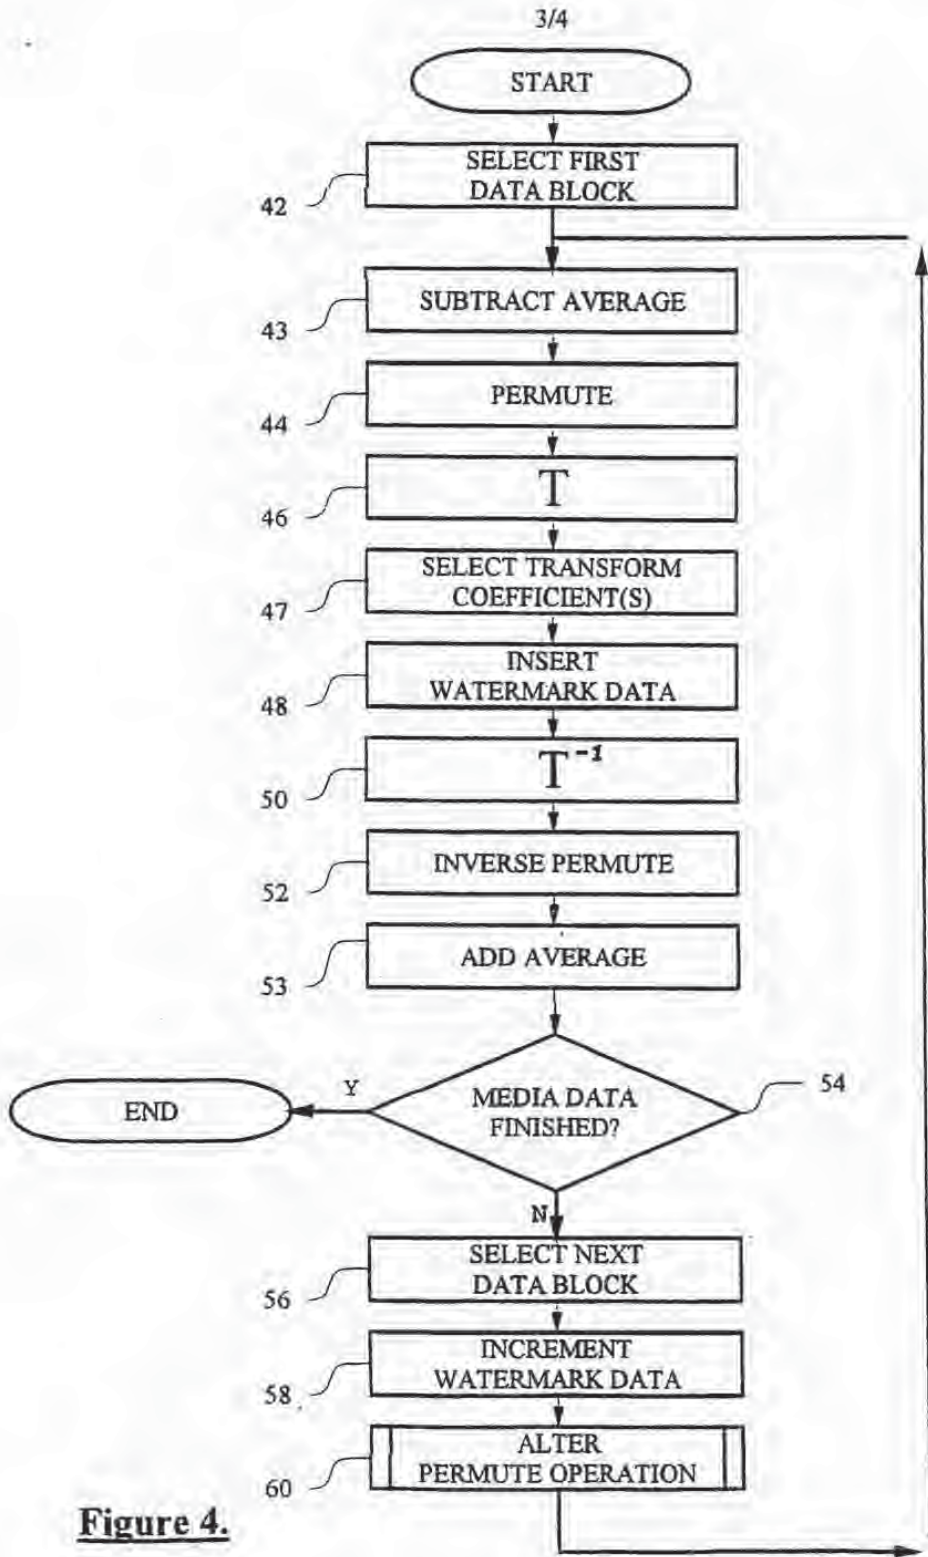 3/4
START
SELECT FIRST
DATA BLOCK
42
SUBTRACT AVERAGE
43
PERMUTE
44
T
46
SELECT TRANSFORM
COEFFICIENT(S)
47
INSERT
WATERMARK DATA
48
T⁻¹
50
INVERSE PERMUTE
52
ADD AVERAGE
53
MEDIA DATA
FINISHED?
54
Y
END
N
SELECT NEXT
DATA BLOCK
56
INCREMENT
WATERMARK DATA
58
ALTER
PERMUTE OPERATION
60
Figure 4.